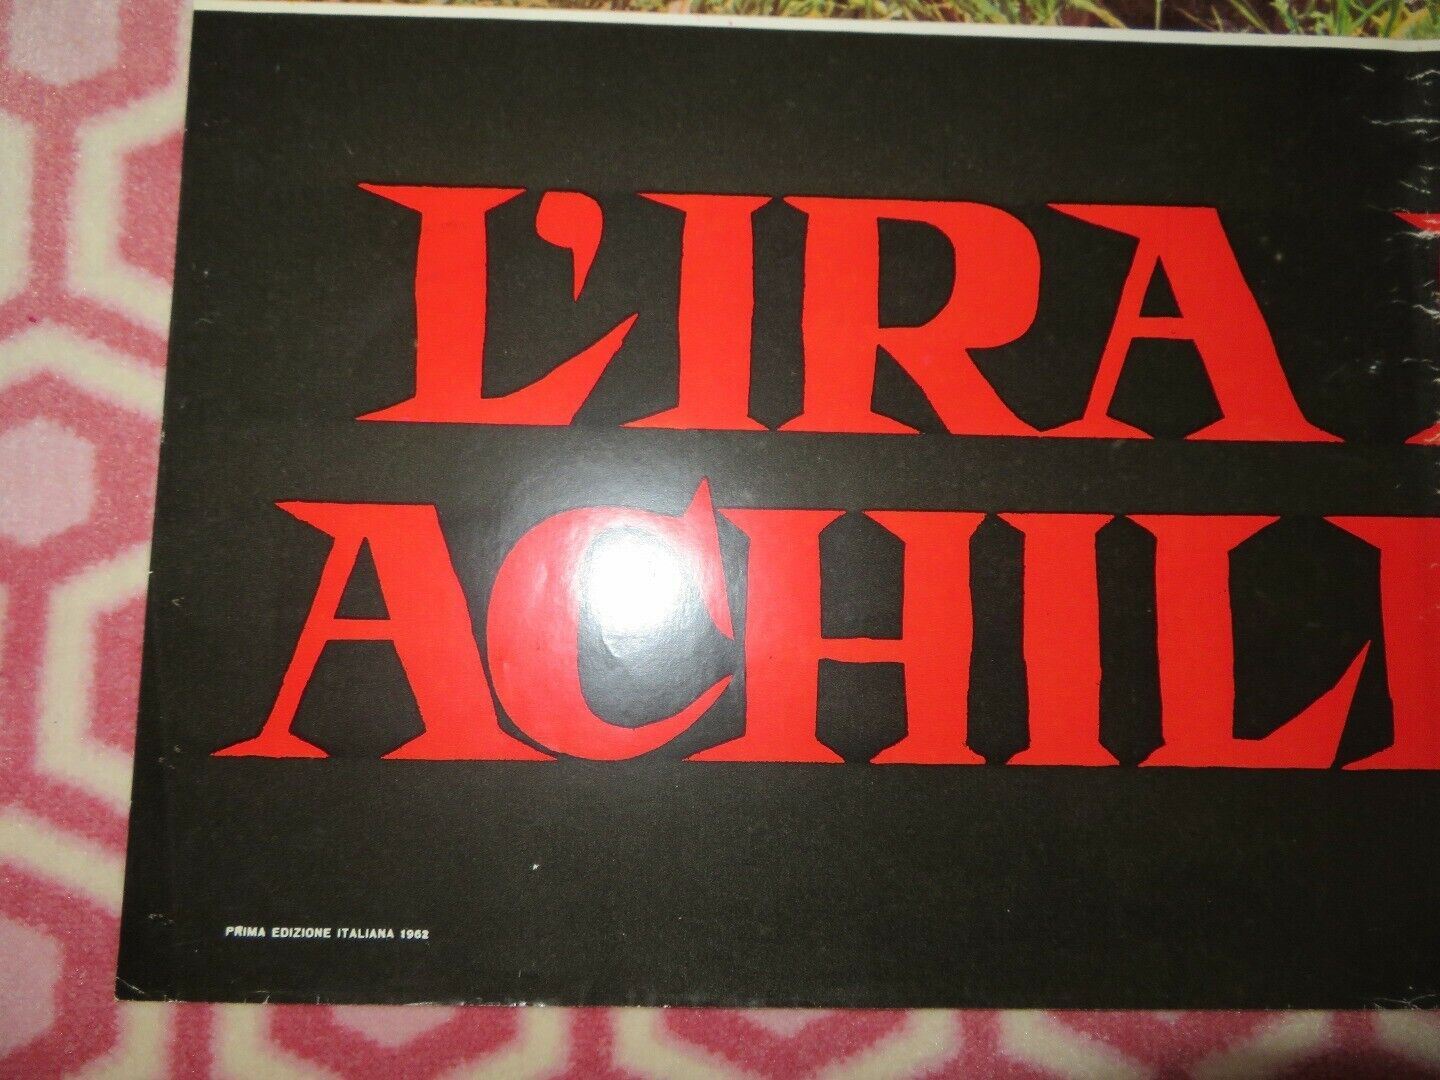 L'IRA
ACHIL
PRIMA EDIZIONE ITALIANA 1962